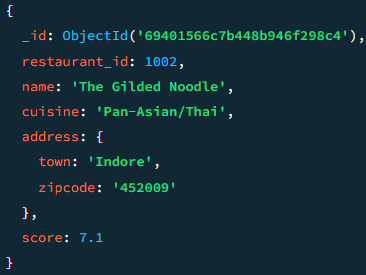 {
  _id: ObjectId('69401566c7b448b946f298c4'),
  restaurant_id: 1002,
  name: 'The Gilded Noodle',
  cuisine: 'Pan-Asian/Thai',
  address: {
    town: 'Indore',
    zipcode: '452009'
  },
  score: 7.1
}